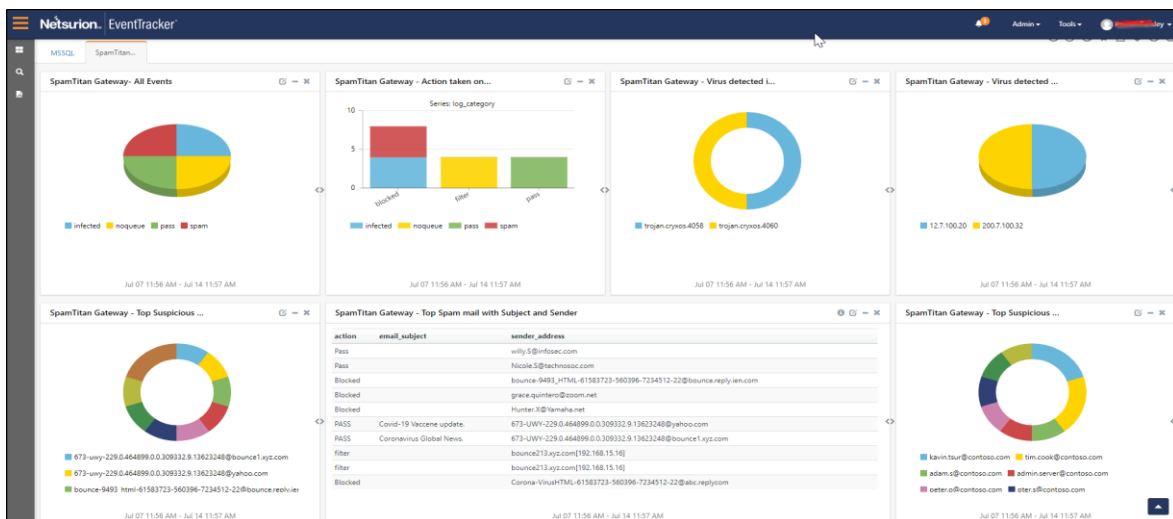 Netsurion. EventTracker
Admin
Tools
ley
MSSQL
SpamTitan...
SpamTitan Gateway- All Events
infected noqueue pass spam
Jul 07 11:56 AM - Jul 14 11:57 AM
SpamTitan Gateway - Action taken on...
Series: log_category
10
5
0
blocked
filter
pass
infected noqueue pass spam
Jul 07 11:56 AM - Jul 14 11:57 AM
SpamTitan Gateway - Virus detected i...
trojan.cryxos.4058 trojan.cryxos.4060
Jul 07 11:56 AM - Jul 14 11:57 AM
SpamTitan Gateway - Virus detected ...
12.7.100.20 200.7.100.32
Jul 07 11:56 AM - Jul 14 11:57 AM
SpamTitan Gateway - Top Suspicious ...
673-uwy-229.0.464899.0.0.309332.9.13623248@bounce1.xyz.com
673-uwy-229.0.464899.0.0.309332.9.13623248@yahoo.com
bounce-9493_html-61583723-560396-7234512-22@bounce.reply.ien
Jul 07 11:56 AM - Jul 14 11:57 AM
SpamTitan Gateway - Top Spam mail with Subject and Sender
action email_subject sender_address
Pass willy.S@infosec.com
Pass Nicole.S@technosoc.com
Blocked bounce-9493_HTML-61583723-560396-7234512-22@bounce.reply.ien.com
Blocked grace.quintero@zoom.net
Blocked Hunter.X@Yamaha.net
PASS Covid-19 Vaccene update. 673-UWY-229.0.464899.0.0.309332.9.13623248@yahoo.com
PASS Coronavirus Global News. 673-UWY-229.0.464899.0.0.309332.9.13623248@bounce1.xyz.com
filter bounce213.xyz.com[192.168.15.16]
filter bounce213.xyz.com[192.168.15.16]
Blocked Corona-VirusHTML-61583723-560396-7234512-22@abc.replycom
Jul 07 11:56 AM - Jul 14 11:57 AM
SpamTitan Gateway - Top Suspicious ...
kavin.tsur@contoso.com tim.cook@contoso.com
adam.s@contoso.com admin.server@contoso.com
peter.o@contoso.com oter.s@contoso.com
Jul 07 11:56 AM - Jul 14 11:57 AM